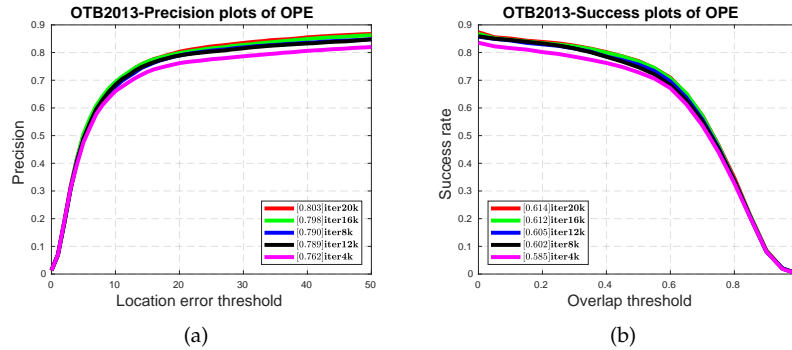 OTB2013-Precision plots of OPE
0.9
0.8
0.7
0.6
0.5
0.4
0.3
0.2
0.1
0
Precision
[0.803]iter20k
[0.798]iter16k
[0.790]iter8k
[0.789]iter12k
[0.762]iter4k
0 10 20 30 40 50
Location error threshold
(a)
OTB2013-Success plots of OPE
0.9
0.8
0.7
0.6
0.5
0.4
0.3
0.2
0.1
0
Success rate
[0.614]iter20k
[0.612]iter16k
[0.605]iter12k
[0.602]iter8k
[0.585]iter4k
0 0.2 0.4 0.6 0.8
Overlap threshold
(b)